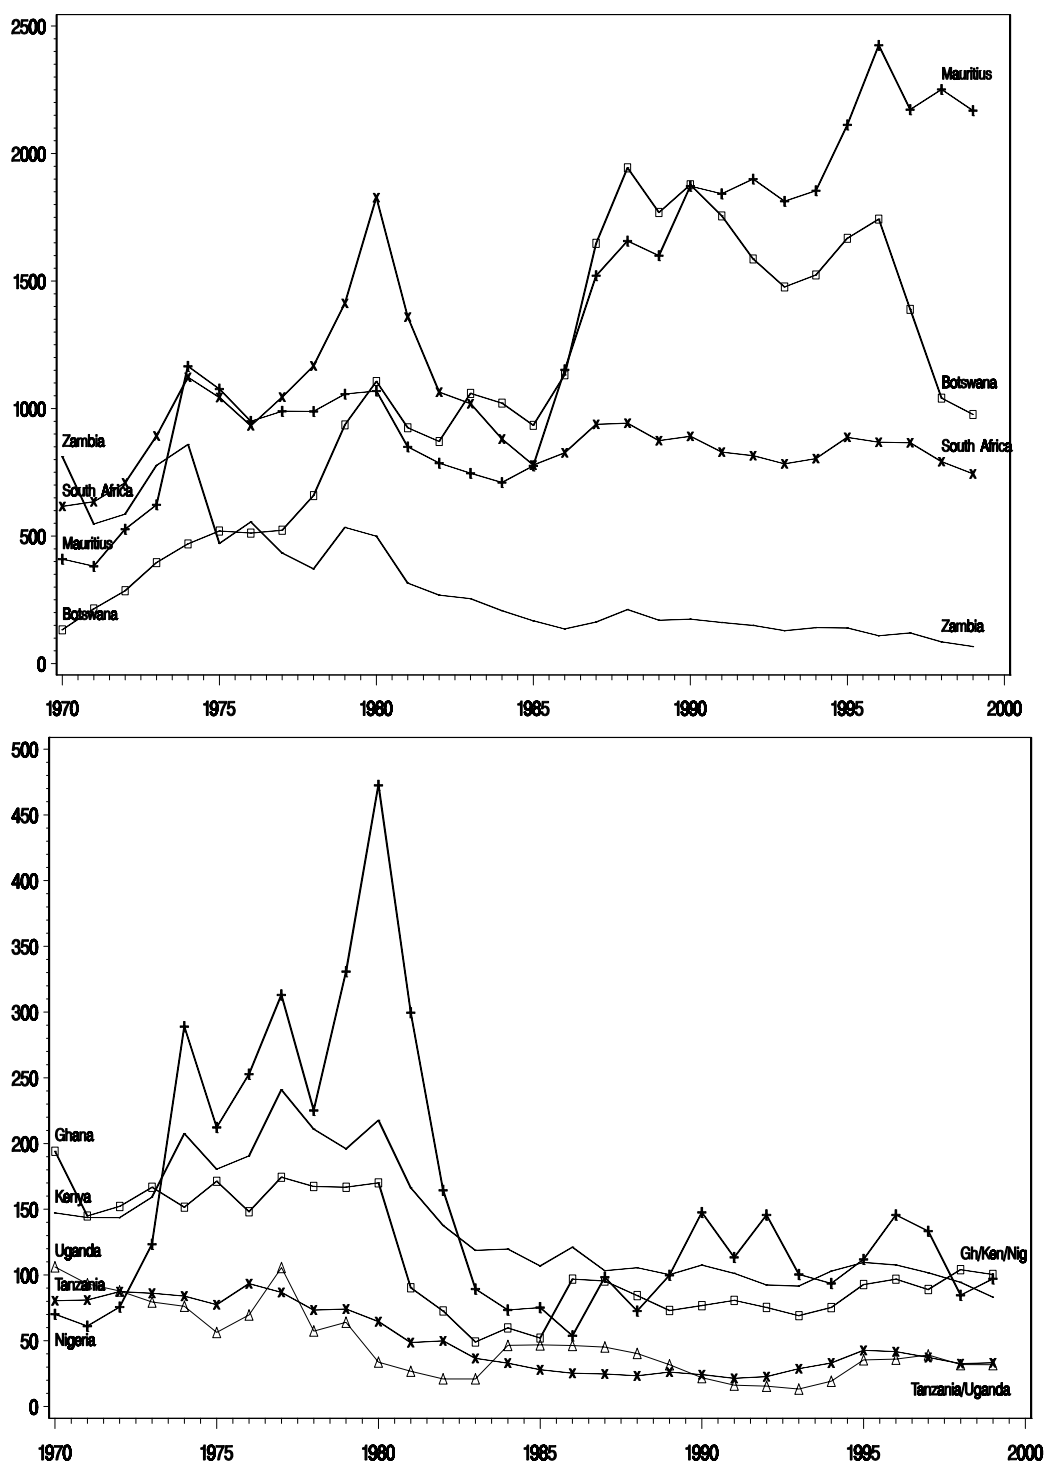 2500
Mauritius
2000
1500
Botswana
1000
Zambia
South Africa
South Africa
Mauritius
500
Botswana
Zambia
0
1970 1975 1980 1985 1990 1995 2000
500
450
400
350
300
250
200
Ghana
Kenya
150
Uganda
Gh/Ken/Nig
100
Tanzania
Nigeria
50
Tanzania/Uganda
0
1970 1975 1980 1985 1990 1995 2000